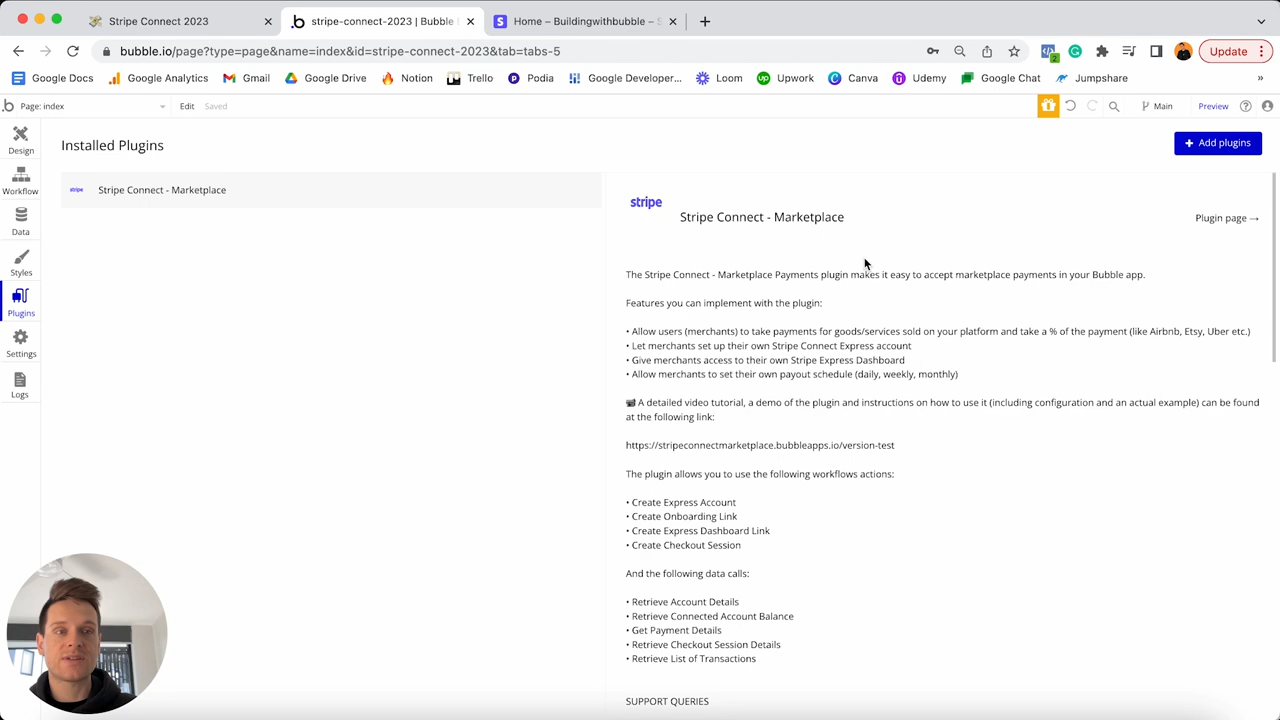 Stripe Connect 2023
stripe-connect-2023 | Bubble
Home – Buildingwithbubble – S
bubble.io/page?type=page&name=index&id=stripe-connect-2023&tab=tabs-5
Update
2
Google Docs
Google Analytics
Gmail
Google Drive
Notion
Trello
Podia
Google Developer...
Loom
Upwork
Canva
Udemy
Google Chat
Jumpshare
»
Page: index
Edit
Saved
Main
Preview
Design
Workflow
Data
Styles
Plugins
Settings
Logs
Installed Plugins
+ Add plugins
stripe
Stripe Connect - Marketplace
stripe
Stripe Connect - Marketplace
Plugin page →
The Stripe Connect - Marketplace Payments plugin makes it easy to accept marketplace payments in your Bubble app.
Features you can implement with the plugin:
• Allow users (merchants) to take payments for goods/services sold on your platform and take a % of the payment (like Airbnb, Etsy, Uber etc.)
• Let merchants set up their own Stripe Connect Express account
• Give merchants access to their own Stripe Express Dashboard
• Allow merchants to set their own payout schedule (daily, weekly, monthly)
📹 A detailed video tutorial, a demo of the plugin and instructions on how to use it (including configuration and an actual example) can be found
at the following link:
https://stripeconnectmarketplace.bubbleapps.io/version-test
The plugin allows you to use the following workflows actions:
• Create Express Account
• Create Onboarding Link
• Create Express Dashboard Link
• Create Checkout Session
And the following data calls:
• Retrieve Account Details
• Retrieve Connected Account Balance
• Get Payment Details
• Retrieve Checkout Session Details
• Retrieve List of Transactions
SUPPORT QUERIES